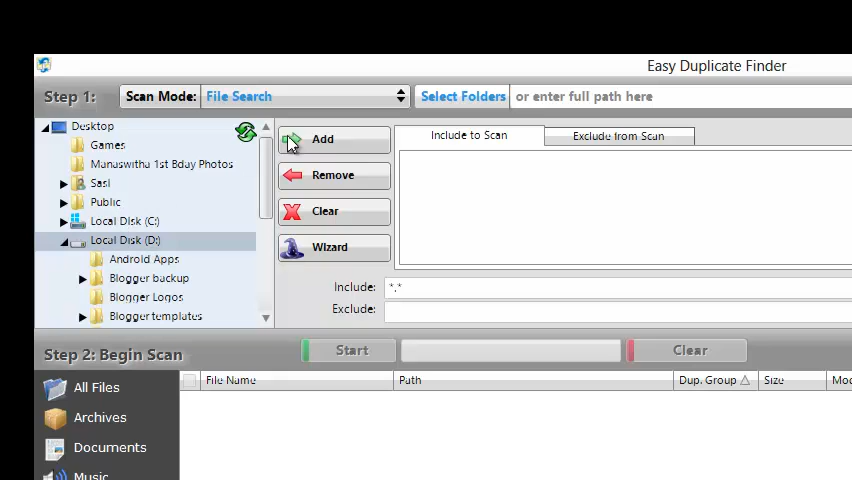 Easy Duplicate Finder
Step 1: Scan Mode: File Search Select Folders or enter full path here
Desktop
Games
Manaswitha 1st Bday Photos
Sasi
Public
Local Disk (C:)
Local Disk (D:)
Android Apps
Blogger backup
Blogger Logos
Blogger templates
Add
Remove
Clear
Wizard
Include to Scan Exclude from Scan
Include: *.*
Exclude:
Step 2: Begin Scan Start Clear
File Name Path Dup. Group Size Mod
All Files
Archives
Documents
Music